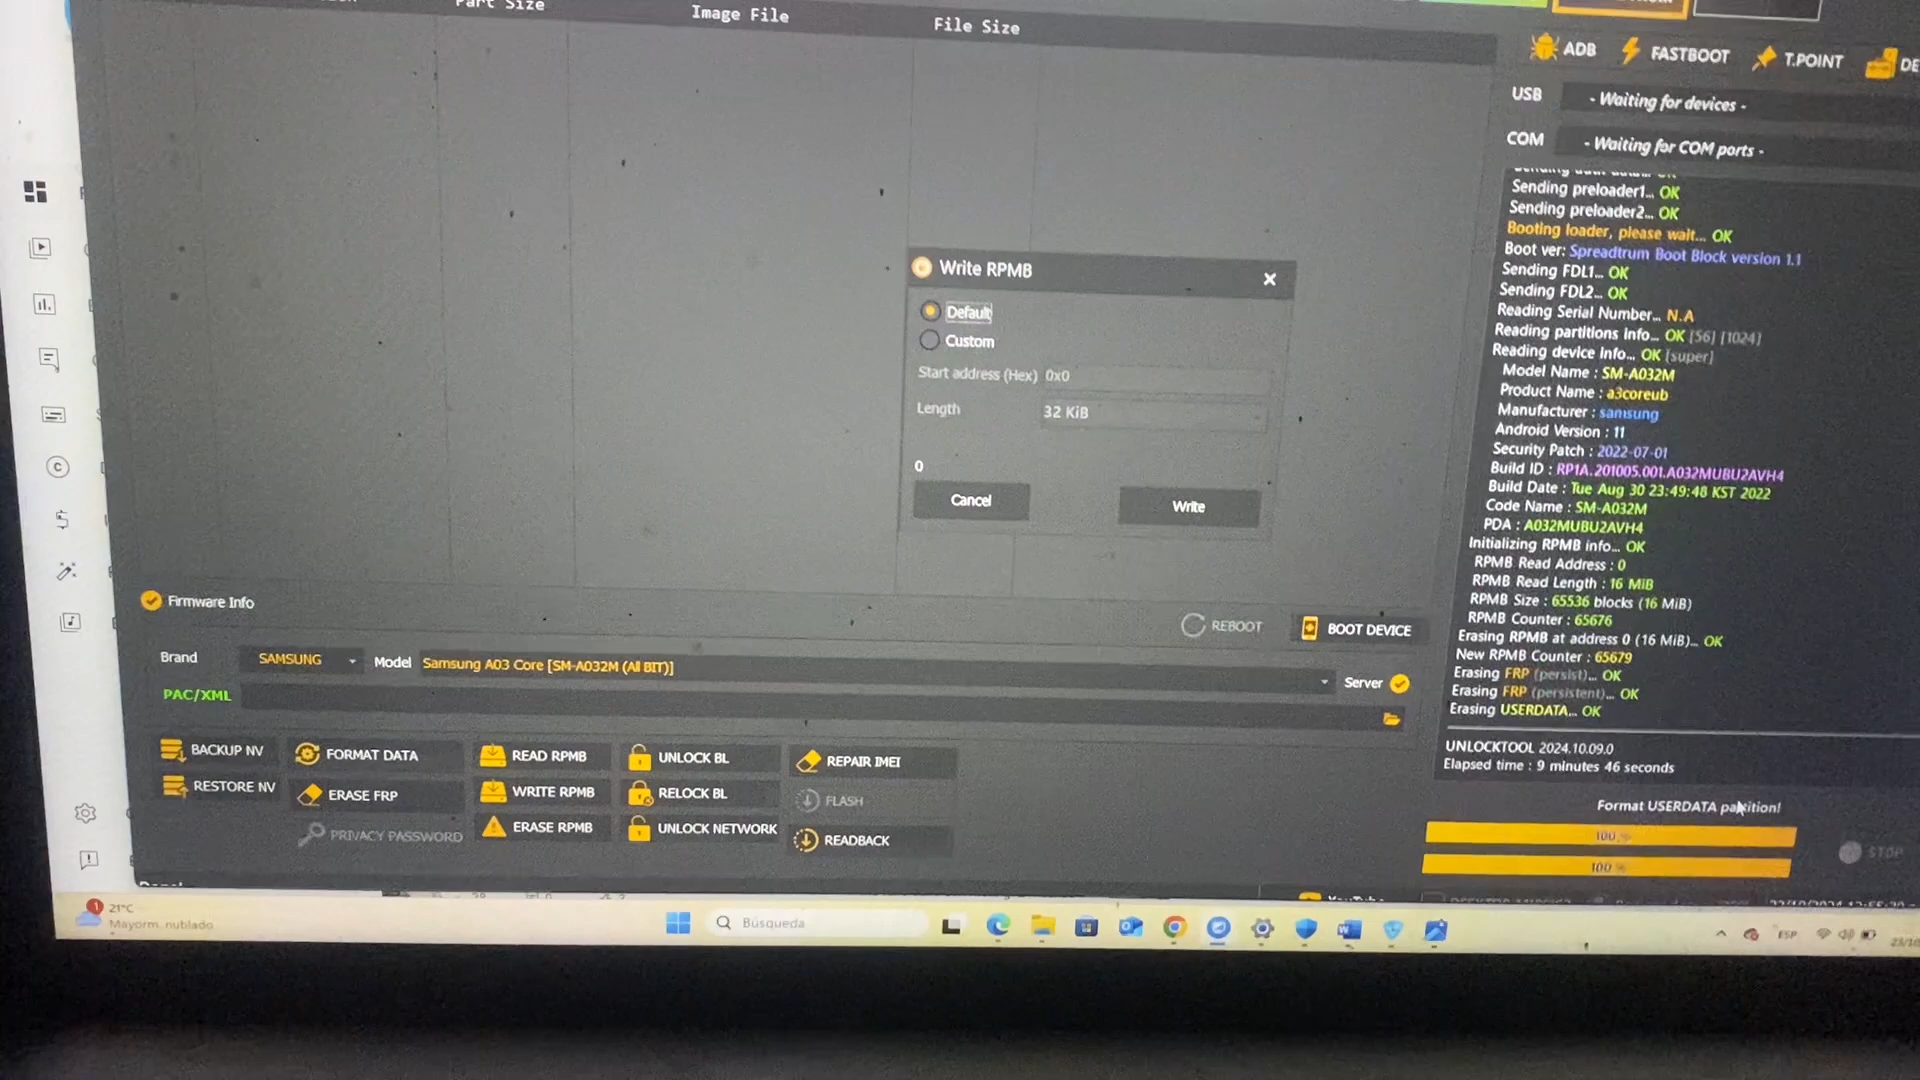 Part Size
Image File
File Size
ADB
FASTBOOT
T.POINT
USB
- Waiting for devices -
COM
- Waiting for COM ports -
Sending preloader1... OK
Sending preloader2... OK
Booting loader, please wait... OK
Boot ver: Spreadtrum Boot Block version 1.1
Sending FDL1... OK
Sending FDL2... OK
Reading Serial Number... N.A
Reading partitions info... OK [56] [1024]
Reading device info... OK [super]
Model Name : SM-A032M
Product Name : a3coreub
Manufacturer : samsung
Android Version : 11
Security Patch : 2022-07-01
Build ID : RP1A.201005.001.A032MUBU2AVH4
Build Date : Tue Aug 30 23:49:48 KST 2022
Code Name : SM-A032M
PDA : A032MUBU2AVH4
Initializing RPMB info... OK
RPMB Read Address : 0
RPMB Read Length : 16 MiB
RPMB Size : 65536 blocks (16 MiB)
RPMB Counter : 65676
Erasing RPMB at address 0 (16 MiB)... OK
New RPMB Counter : 65679
Erasing FRP (persist)... OK
Erasing FRP (persistent)... OK
Erasing USERDATA... OK
UNLOCKTOOL 2024.10.09.0
Elapsed time : 9 minutes 46 seconds
Format USERDATA partition!
100 %
100 %
STOP
Write RPMB
Default
Custom
Start address (Hex) 0x0
Length 32 KiB
0
Cancel
Write
Firmware Info
REBOOT
BOOT DEVICE
Brand SAMSUNG Model Samsung A03 Core [SM-A032M (All BIT)] Server
PAC/XML
BACKUP NV
FORMAT DATA
READ RPMB
UNLOCK BL
REPAIR IMEI
RESTORE NV
ERASE FRP
WRITE RPMB
RELOCK BL
FLASH
PRIVACY PASSWORD
ERASE RPMB
UNLOCK NETWORK
READBACK
1
21°C
Mayorm. nublado
Búsqueda
ESP